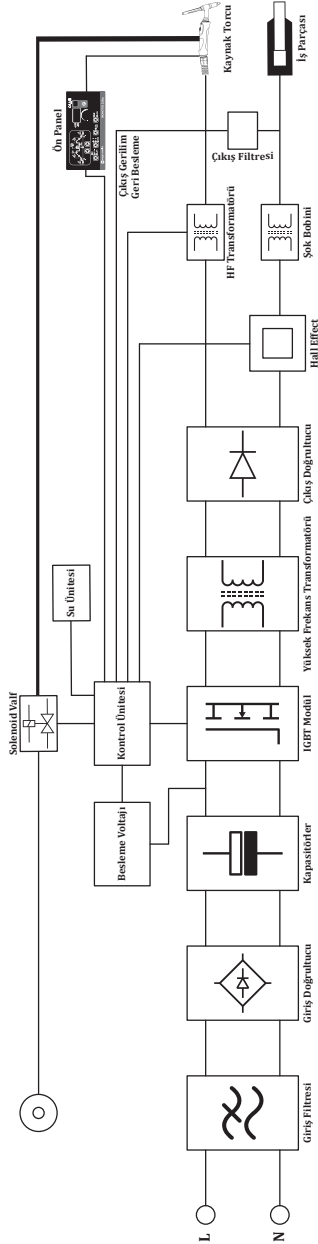 L
N
Giriş Filtresi
Giriş Doğrultucu
Kapasitörler
IGBT Modül
Yüksek Frekans Transformatörü
Çıkış Doğrultucu
Hall Effect
HF Transformatörü
Şok Bobini
Çıkış Filtresi
Kaynak Torcu
İş Parçası
Besleme Voltajı
Kontrol Ünitesi
Su Ünitesi
Solenoid Valf
Ön Panel
Çıkış Gerilim
Geri Besleme